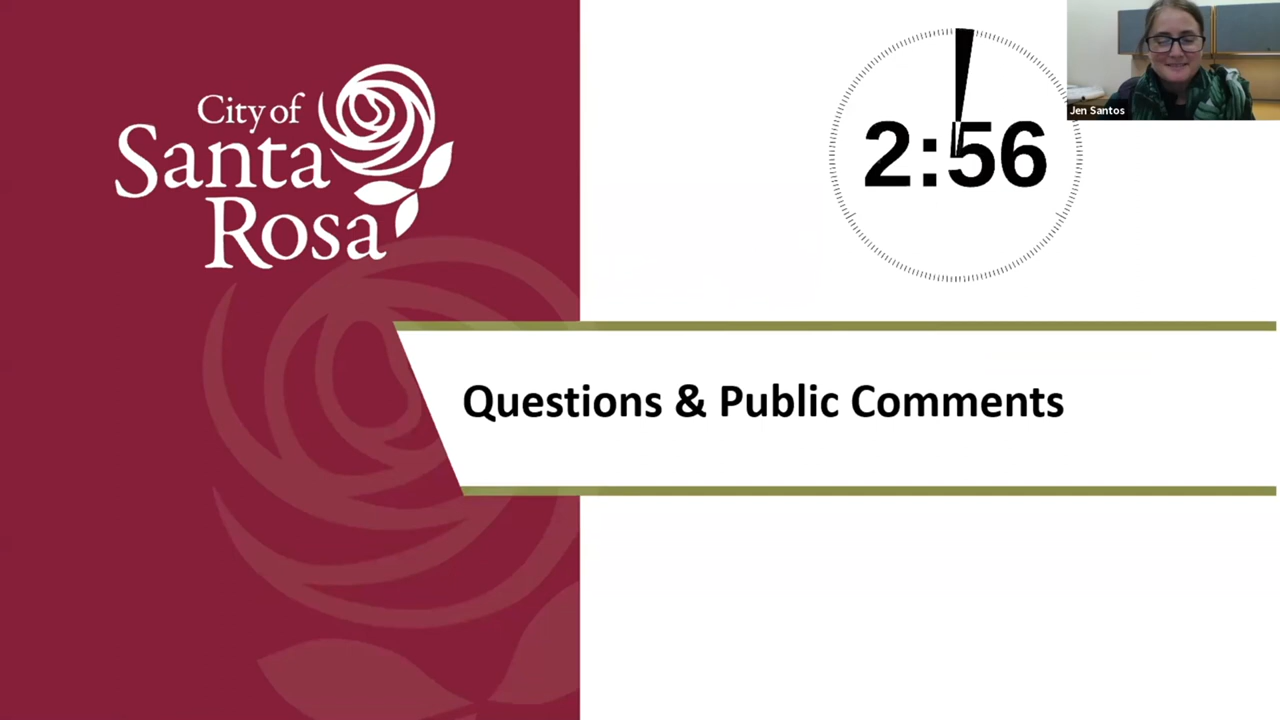 City of
Santa
Rosa
2:56
Jen Santos
Questions & Public Comments